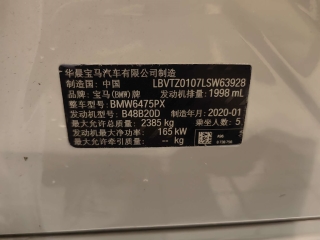 华晨宝马汽车有限公司制造
制造国: 中国 LBVTZ0107LSW63928
品牌: 宝马(BMW)牌 发动机排量: 1998 mL
整车型号: BMW6475PX
发动机型号: B48B20D 制造年月: 2020-01
最大允许总质量: 2385 kg 乘坐人数: 5
发动机最大净功率: 165 kW
最大允许牵引质量: -- kg